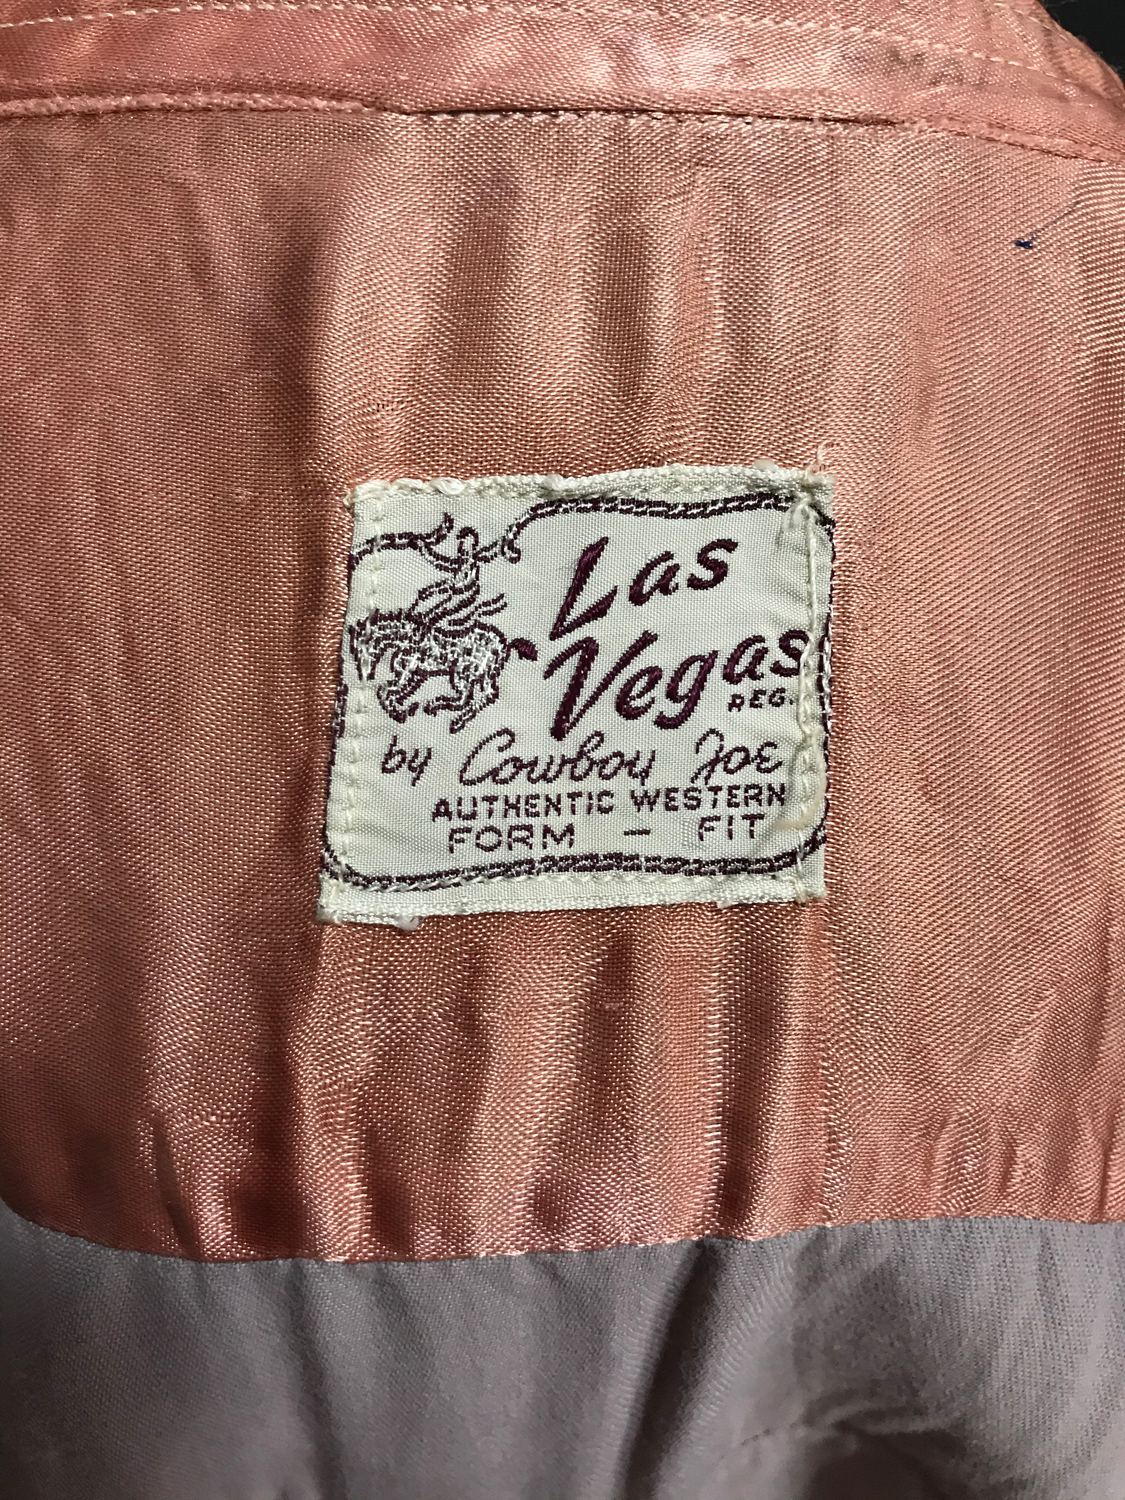 Las
Vegas
REG.
by Cowboy Joe
AUTHENTIC WESTERN
FORM - FIT